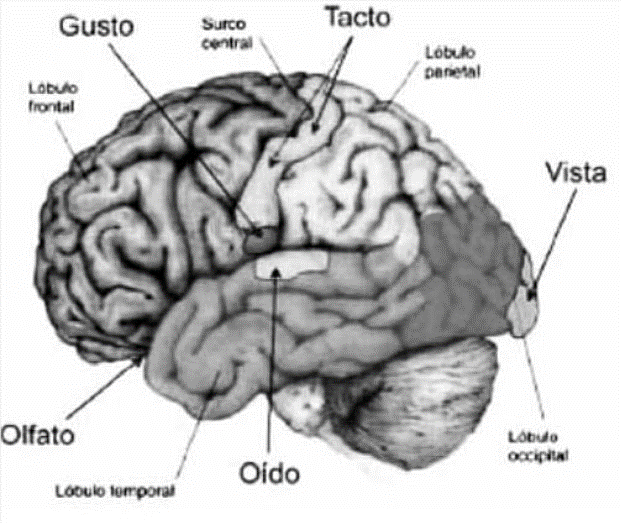 Gusto
Surco
central
Tacto
Lóbulo
parietal
Lóbulo
frontal
Vista
Olfato
Lóbulo temporal
Oído
Lóbulo
occipital